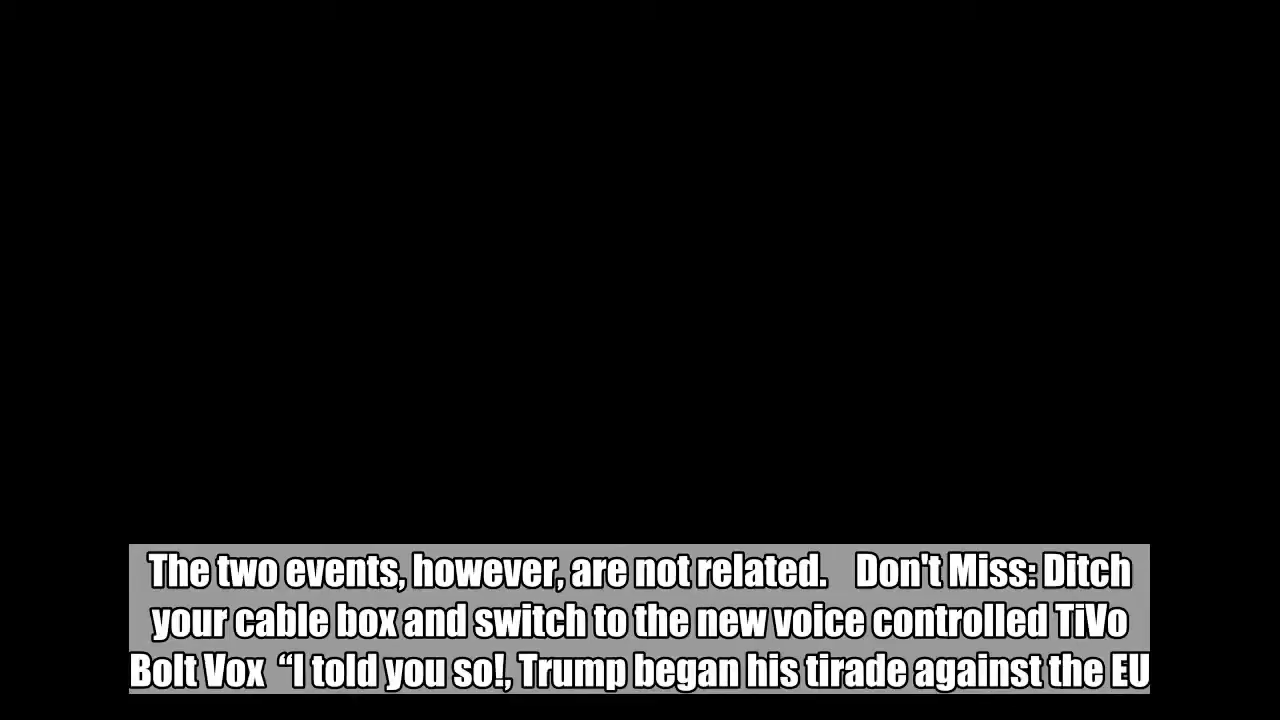 The two events, however, are not related.    Don't Miss: Ditch
your cable box and switch to the new voice controlled TiVo
Bolt Vox  “I told you so!, Trump began his tirade against the EU